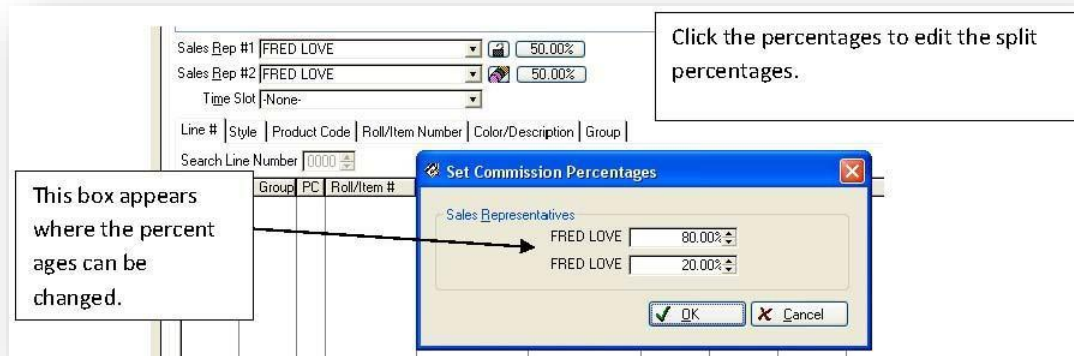 Sales Rep #1 FRED LOVE 50.00%
Sales Rep #2 FRED LOVE 50.00%
Time Slot -None-
Click the percentages to edit the split
percentages.
Line # Style Product Code Roll/Item Number Color/Description Group
Search Line Number 0000
Group PC Roll/Item #
This box appears
where the percent
ages can be
changed.
Set Commission Percentages
Sales Representatives
FRED LOVE 80.00%
FRED LOVE 20.00%
OK Cancel